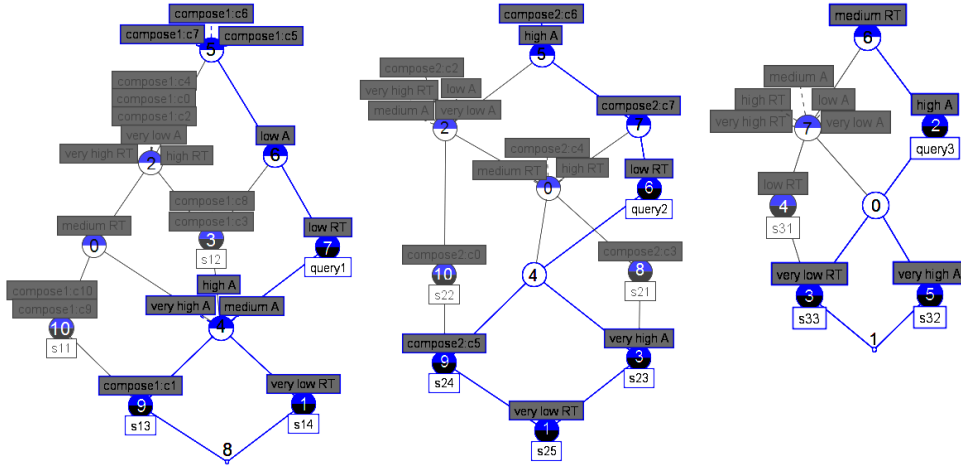 compose1:c6
compose1:c7
compose1:c5
5
compose1:c4
compose1:c0
compose1:c2
very low A
very high RT
high RT
2
low A
6
compose1:c8
compose1:c3
3
s12
medium RT
0
low RT
7
query1
high A
very high A
medium A
4
compose1:c10
compose1:c9
10
s11
compose1:c1
9
s13
very low RT
1
s14
8
compose2:c6
high A
5
compose2:c2
very high RT
low A
medium A
very low A
2
compose2:c7
7
compose2:c4
medium RT
high RT
0
low RT
6
query2
compose2:c0
10
s22
4
compose2:c3
8
s21
compose2:c5
9
s24
very high A
3
s23
very low RT
1
s25
medium RT
6
medium A
high RT
low A
very high RT
very low A
7
high A
2
query3
low RT
4
s31
0
very low RT
3
s33
very high A
5
s32
1